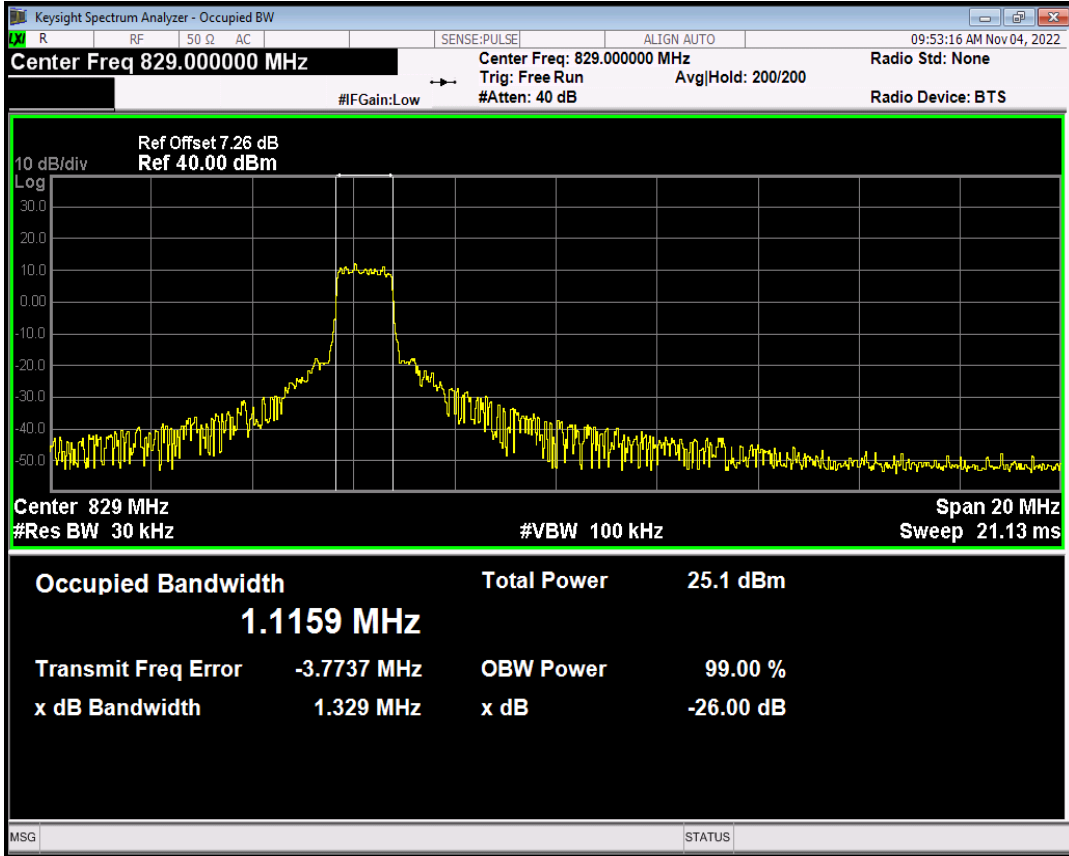 Keysight Spectrum Analyzer - Occupied BW
LXI R RF 50 Ω AC SENSE:PULSE ALIGN AUTO 09:53:16 AM Nov 04, 2022
Center Freq 829.000000 MHz Center Freq: 829.000000 MHz Radio Std: None
Trig: Free Run Avg|Hold: 200/200
#IFGain:Low #Atten: 40 dB Radio Device: BTS
Ref Offset 7.26 dB
10 dB/div Ref 40.00 dBm
Log
30.0
20.0
10.0
0.00
-10.0
-20.0
-30.0
-40.0
-50.0
Center 829 MHz Span 20 MHz
#Res BW 30 kHz #VBW 100 kHz Sweep 21.13 ms
Occupied Bandwidth Total Power 25.1 dBm
1.1159 MHz
Transmit Freq Error -3.7737 MHz OBW Power 99.00 %
x dB Bandwidth 1.329 MHz x dB -26.00 dB
MSG STATUS